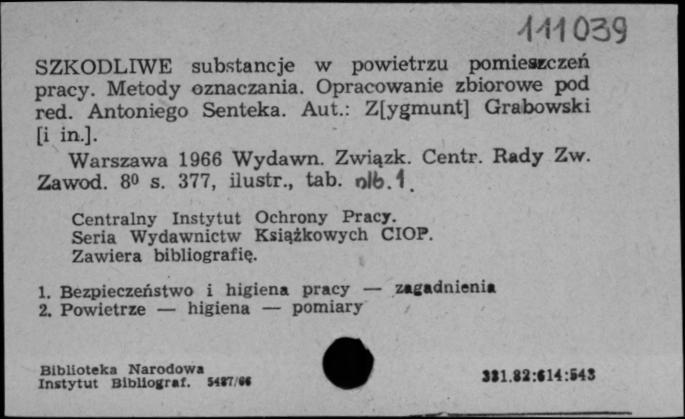 111039
SZKODLIWE substancje w powietrzu pomieszczeń
pracy. Metody oznaczania. Opracowanie zbiorowe pod
red. Antoniego Senteka. Aut.: Z[ygmunt] Grabowski
[i in.].
Warszawa 1966 Wydawn. Związk. Centr. Rady Zw.
Zawod. 8⁰ s. 377, ilustr., tab. nlb. 1.
Centralny Instytut Ochrony Pracy.
Seria Wydawnictw Książkowych CIOP.
Zawiera bibliografię.
1. Bezpieczeństwo i higiena pracy — zagadnienia
2. Powietrze — higiena — pomiary
Biblioteka Narodowa
Instytut Bibliograf. 5487/66
331.82:614:543